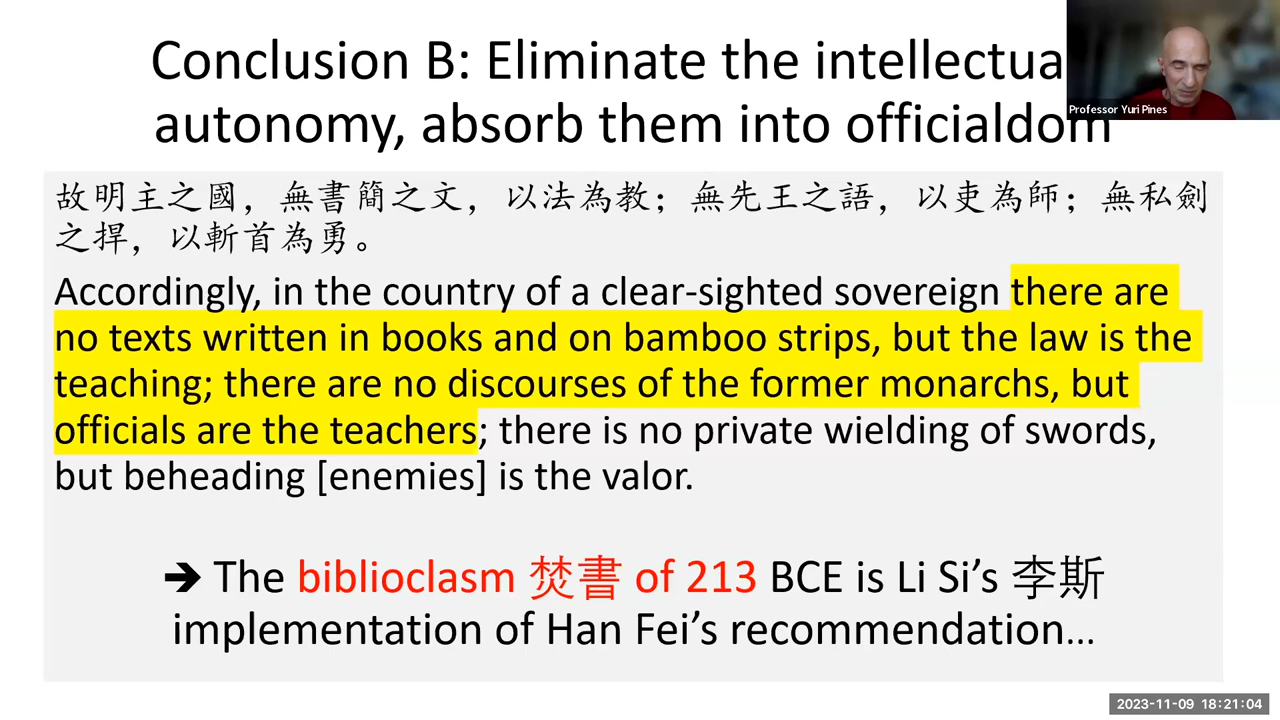 Conclusion B: Eliminate the intellectua
autonomy, absorb them into officialdom
Professor Yuri Pines
故明主之國，無書簡之文，以法為教；無先王之語，以吏為師；無私劍
之捍，以斬首為勇。
Accordingly, in the country of a clear-sighted sovereign there are
no texts written in books and on bamboo strips, but the law is the
teaching; there are no discourses of the former monarchs, but
officials are the teachers; there is no private wielding of swords,
but beheading [enemies] is the valor.
➔ The biblioclasm 焚書 of 213 BCE is Li Si’s 李斯
implementation of Han Fei’s recommendation…
2023-11-09 18:21:04